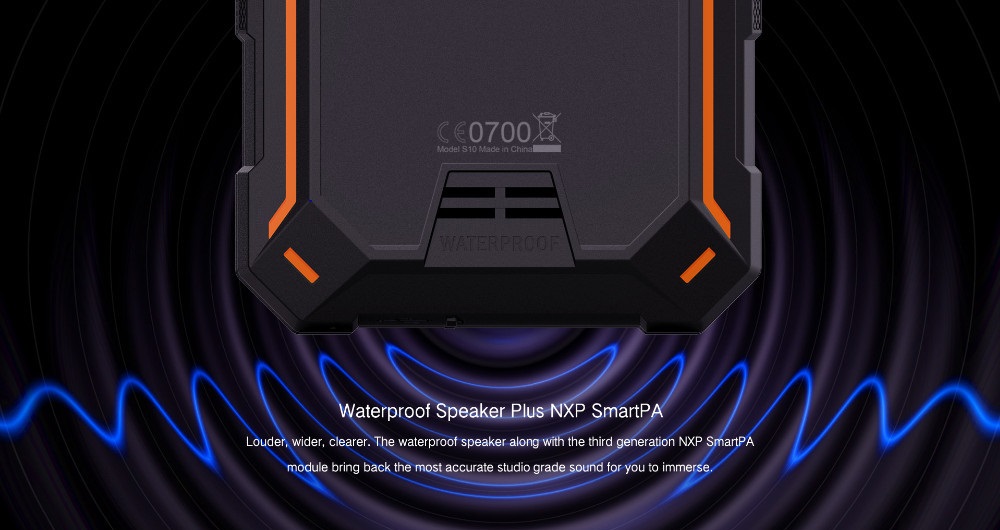 CE0700
Model S10 Made in China
WATERPROOF
Waterproof Speaker Plus NXP SmartPA
Louder, wider, clearer. The waterproof speaker along with the third generation NXP SmartPA
module bring back the most accurate studio grade sound for you to immerse.